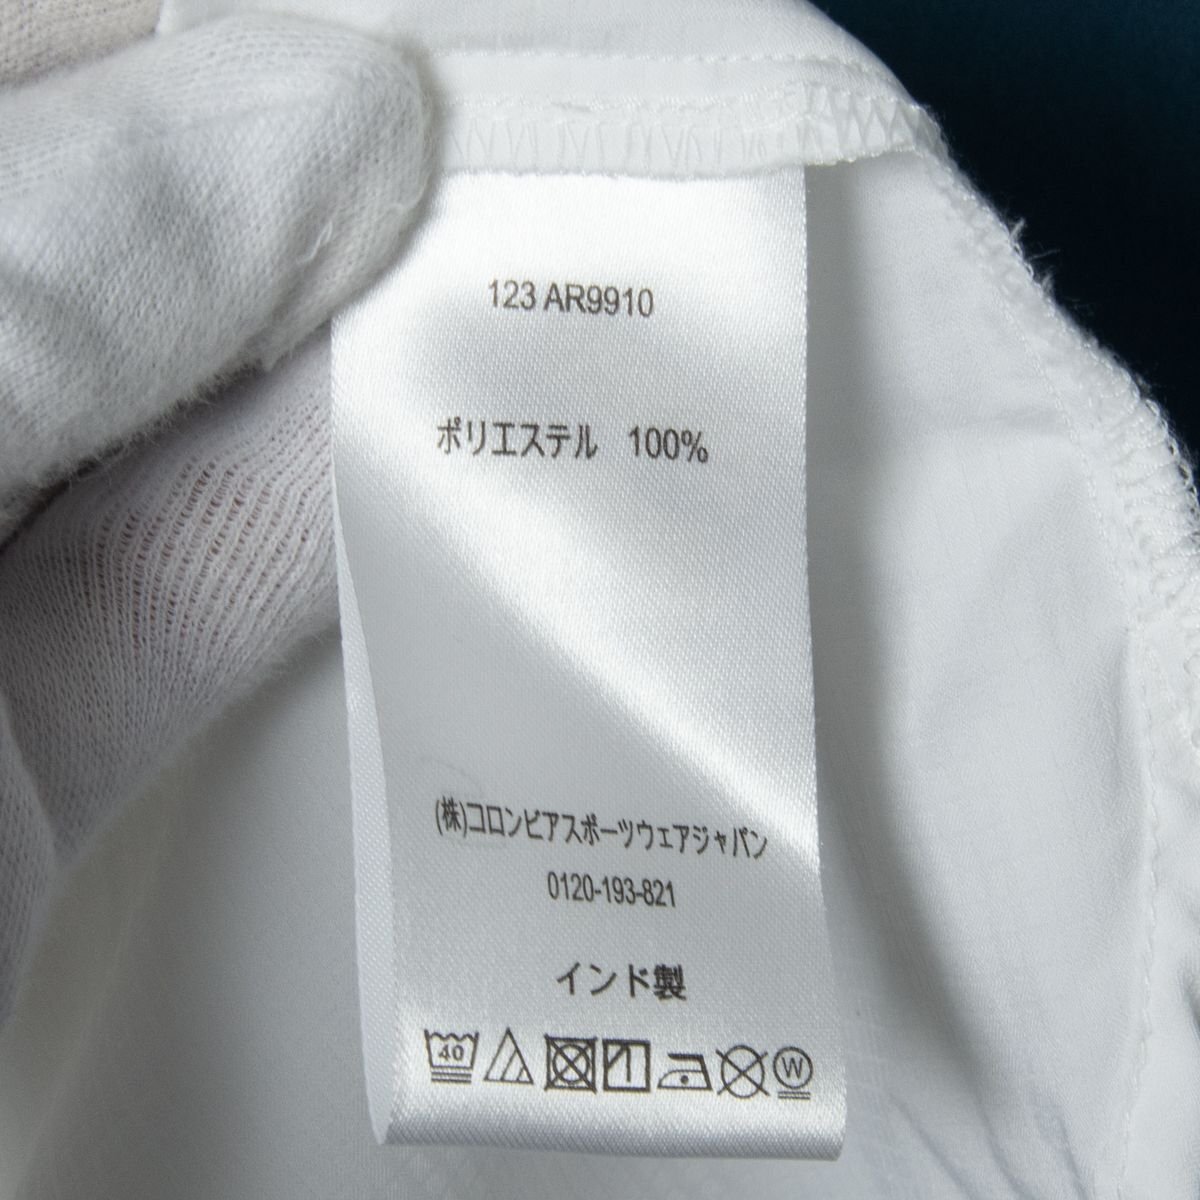 123 AR9910
ポリエステル 100%
(株)コロンビアスポーツウェアジャパン
0120-193-821
インド製
40 W